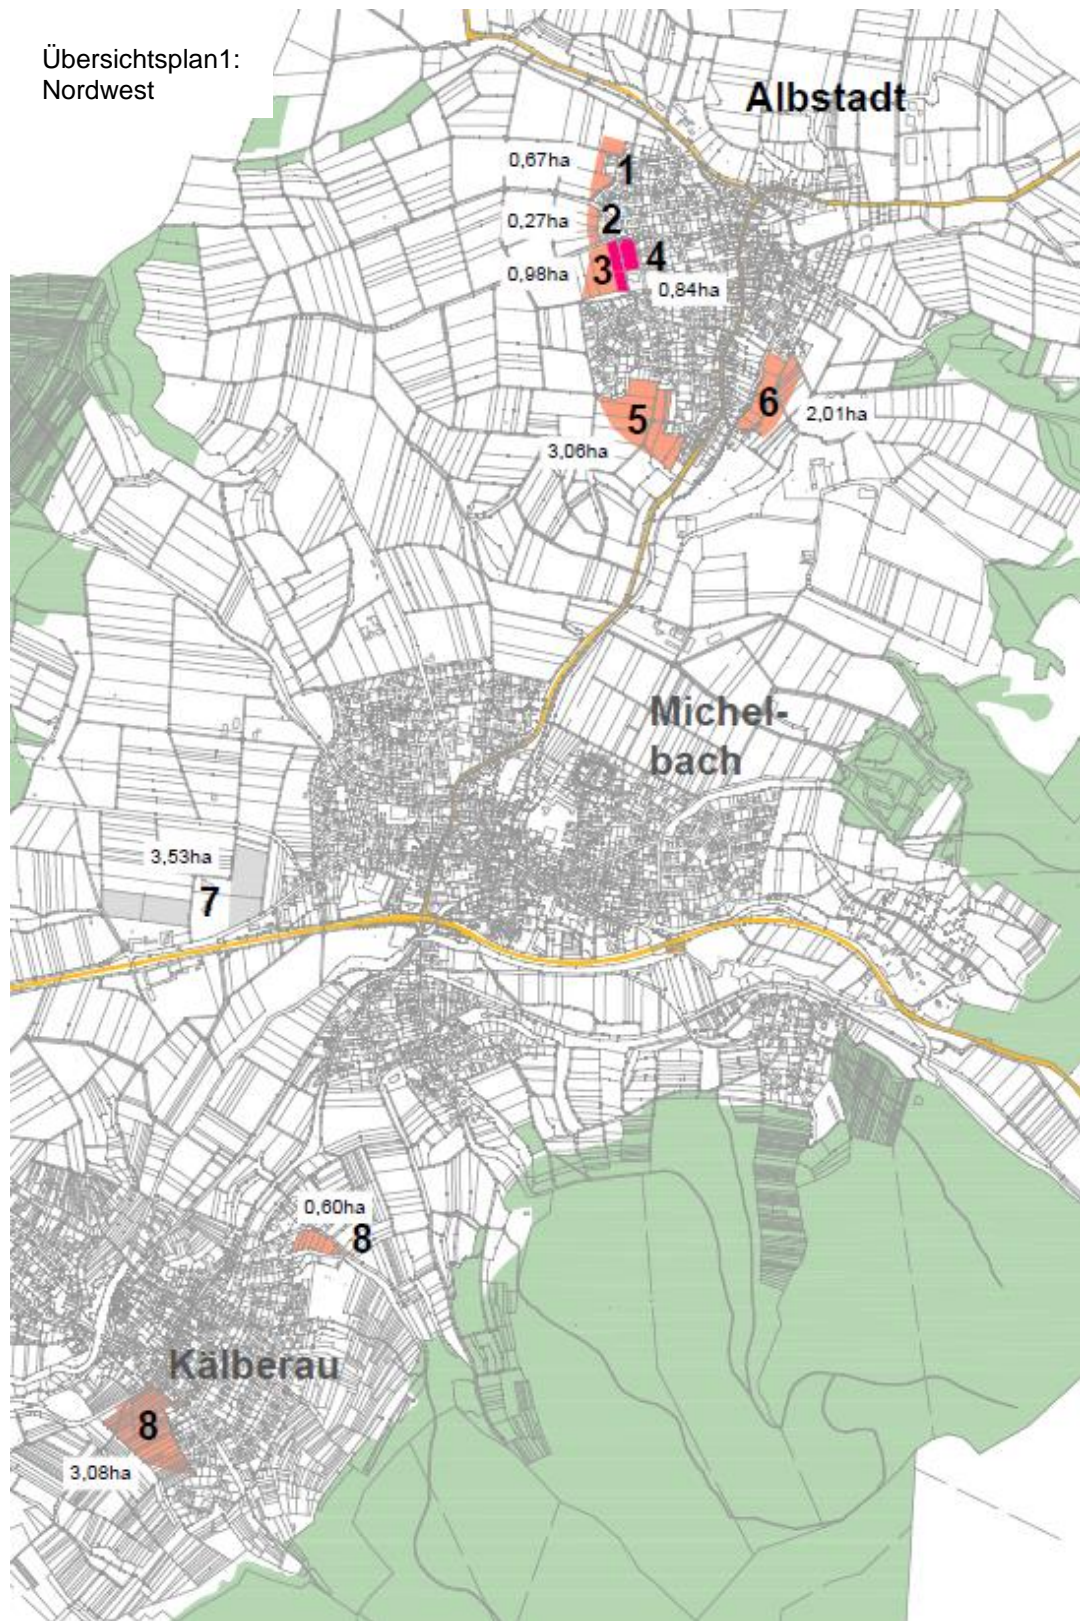 Übersichtsplan1:
Nordwest
Albstadt
0,67ha
1
0,27ha
2
0,98ha
3
4
0,84ha
5
3,06ha
6
2,01ha
Michel-
bach
3,53ha
7
0,60ha
8
Kälberau
8
3,08ha